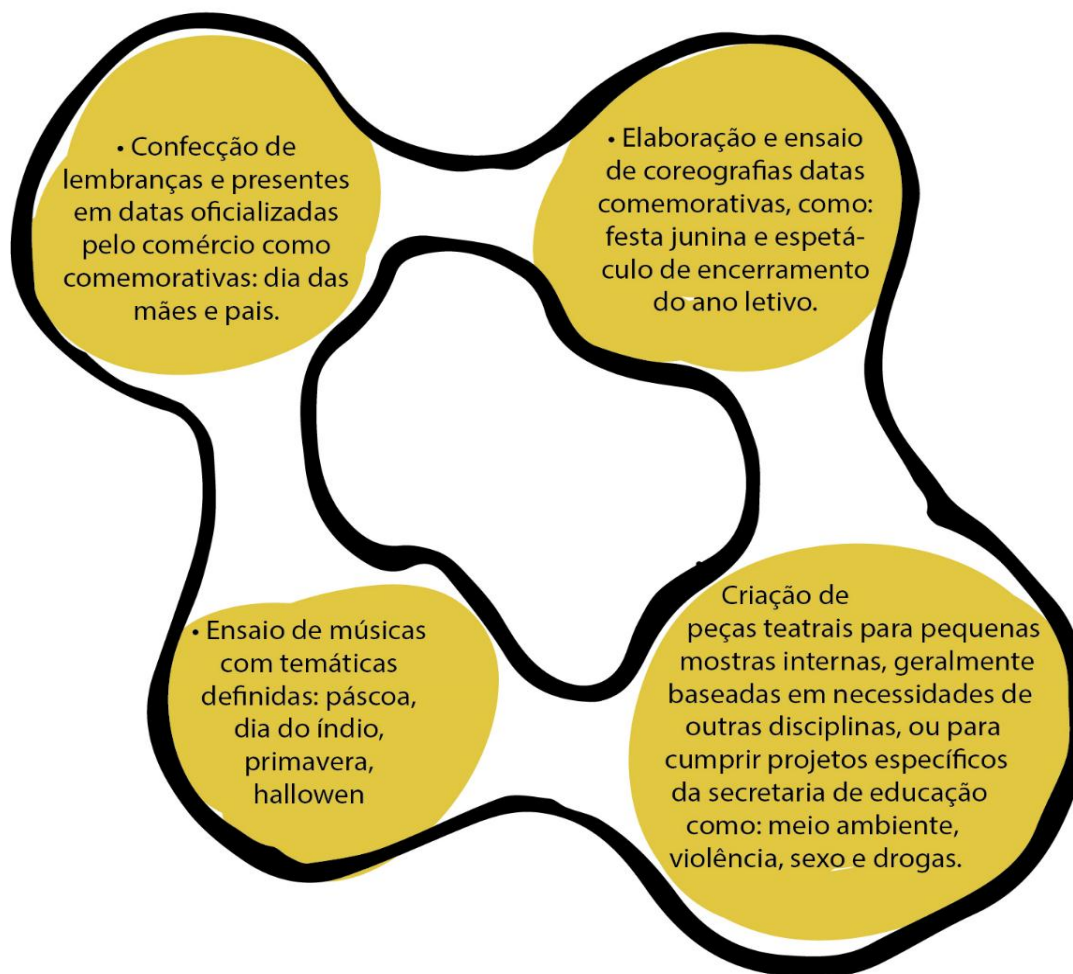 • Confecção de
lembranças e presentes
em datas oficializadas
pelo comércio como
comemorativas: dia das
mães e pais.
• Elaboração e ensaio
de coreografias datas
comemorativas, como:
festa junina e espetá-
culo de encerramento
do ano letivo.
• Ensaio de músicas
com temáticas
definidas: páscoa,
dia do índio,
primavera,
hallowen
Criação de
peças teatrais para pequenas
mostras internas, geralmente
baseadas em necessidades de
outras disciplinas, ou para
cumprir projetos específicos
da secretaria de educação
como: meio ambiente,
violência, sexo e drogas.